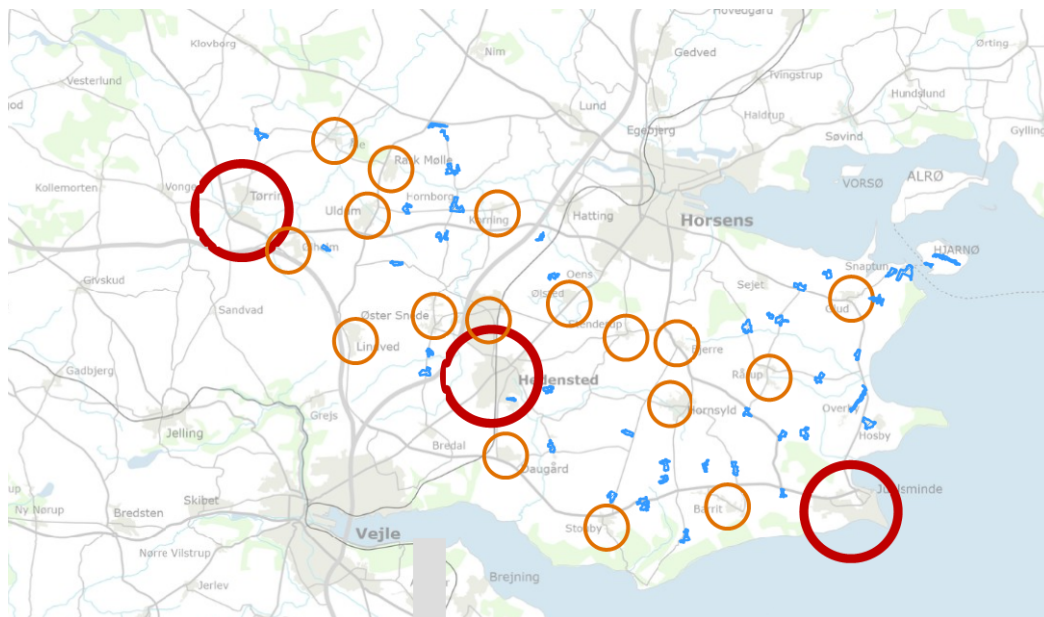 Hovedgård
Klovborg
Nim
Gedved
Ørting
Vesterlund
Tvingstrup
Hundslund
Lund
Haldrup
Egebjerg
Søvind
Gylling
Rask Mølle
Kollemorten
Vonge
Tørring
Hornborg
VORSØ
ALRØ
Uldum
Korning
Hatting
Horsens
Ølholm
HJARNØ
Givskud
Oens
Snaptun
Sejet
Sandvad
Ølsted
Glud
Øster Snede
Stenderup
Lindved
Bjerre
Gadbjerg
Hedensted
Rårup
Grejs
Hornsyld
Overby
Jelling
Bredal
Hosby
Daugård
Skibet
Juelsminde
Ny Nørup
Bredsten
Barrit
Vejle
Stouby
Nørre Vilstrup
Brejning
Jerlev